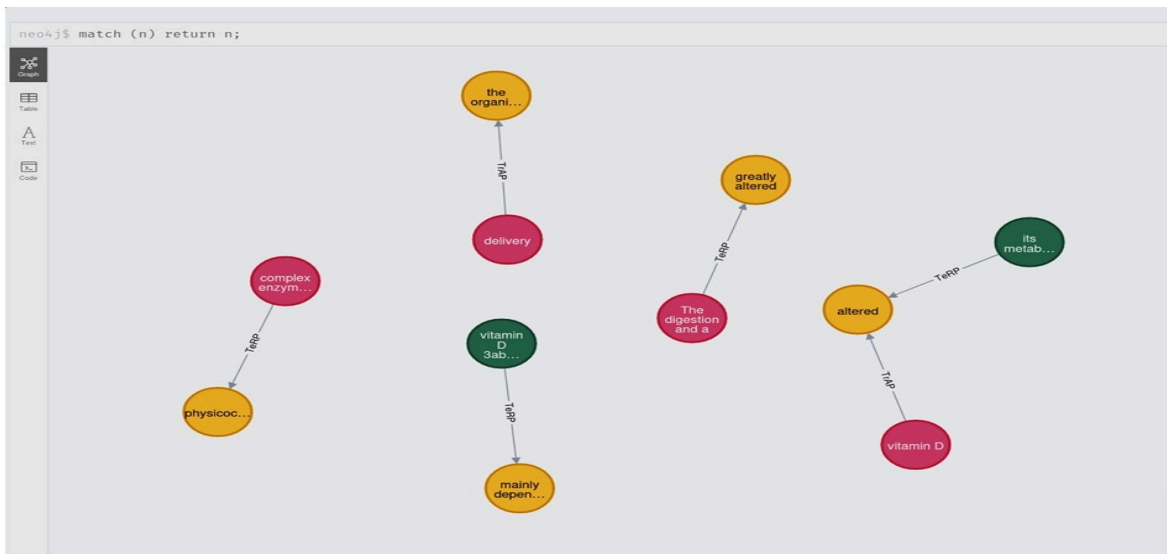 neo4j$ match (n) return n;
Graph
Table
A
Text
Code
the
organi...
TrAP
delivery
greatly
altered
TeRP
The
digestion
and a
its
metab...
TeRP
altered
TrAP
vitamin D
complex
enzym...
TeRP
physicoc...
vitamin
D
3ab...
TeRP
mainly
depen...